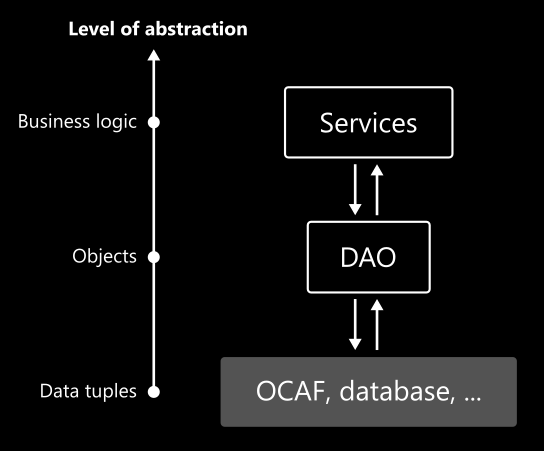 Level of abstraction
Business logic
Services
Objects
DAO
Data tuples
OCAF, database, ...